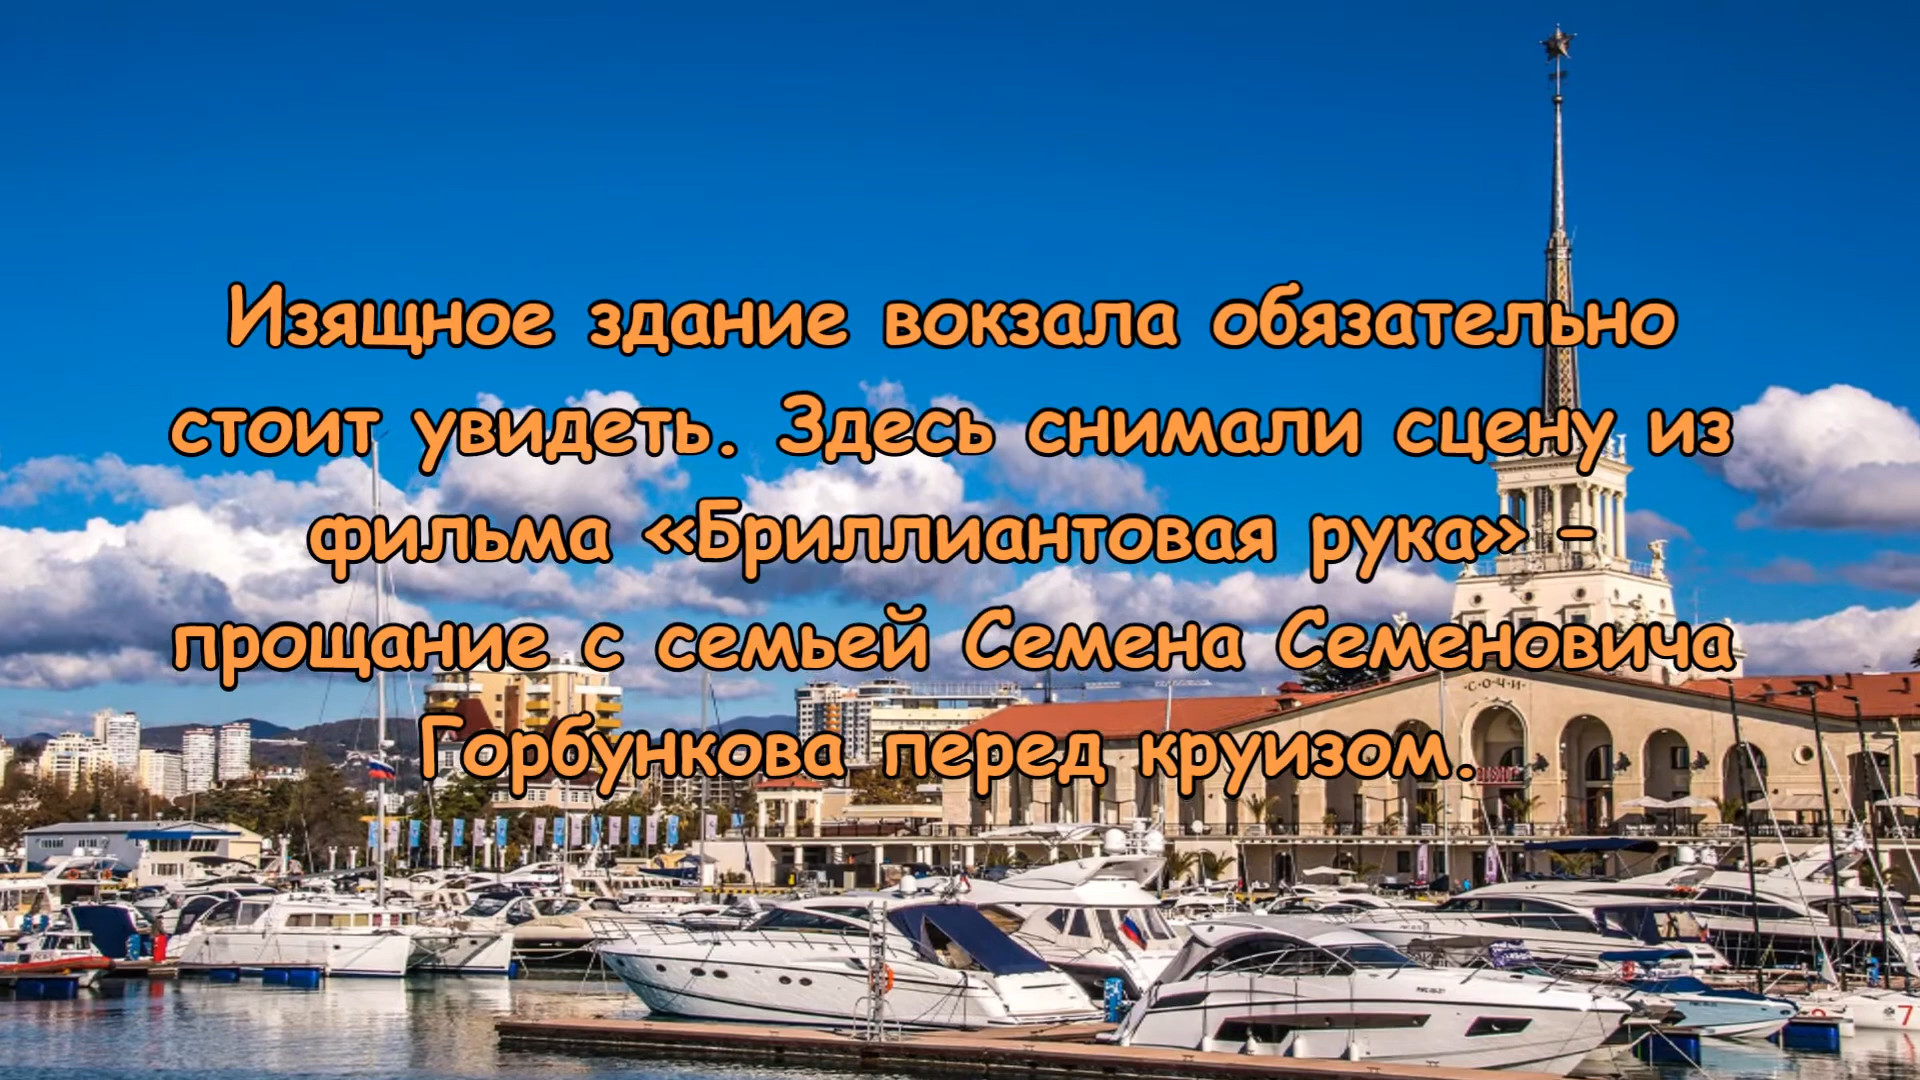 Изящное здание вокзала обязательно
стоит увидеть. Здесь снимали сцену из
фильма «Бриллиантовая рука» –
прощание с семьей Семена Семеновича
Горбункова перед круизом.
·С·О·Ч·И·
7